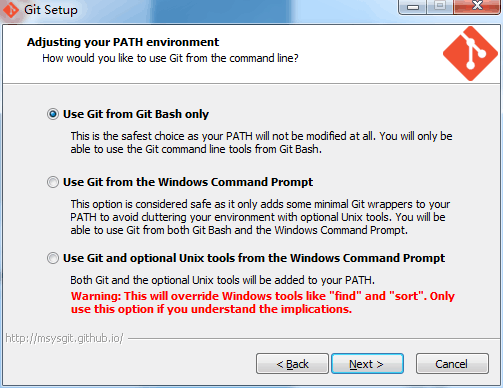 Git Setup
Adjusting your PATH environment
How would you like to use Git from the command line?
Use Git from Git Bash only
This is the safest choice as your PATH will not be modified at all. You will only
be able to use the Git command line tools from Git Bash.
Use Git from the Windows Command Prompt
This option is considered safe as it only adds some minimal Git wrappers to your
PATH to avoid cluttering your environment with optional Unix tools. You will be
able to use Git from both Git Bash and the Windows Command Prompt.
Use Git and optional Unix tools from the Windows Command Prompt
Both Git and the optional Unix tools will be added to your PATH.
Warning: This will override Windows tools like "find" and "sort". Only
use this option if you understand the implications.
http://msysgit.github.io/
< Back
Next >
Cancel